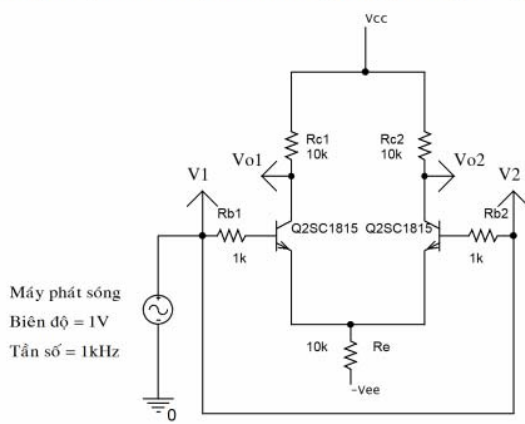 Vcc
Rc1
10k
Rc2
10k
Vo1
Vo2
V1
V2
Rb1
Q2SC1815
Q2SC1815
Rb2
1k
1k
Máy phát sóng
Biên độ = 1V
Tần số = 1kHz
10k
Re
-Vee
0